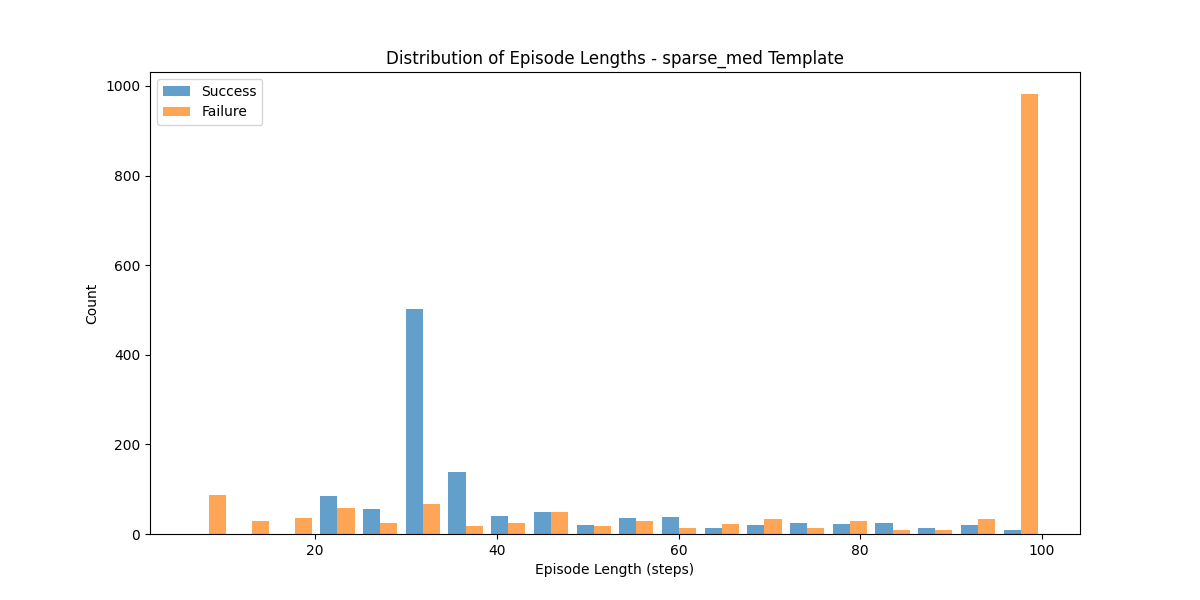 Distribution of Episode Lengths - sparse_med Template
Success
Failure
Count
1000
800
600
400
200
0
20
40
60
80
100
Episode Length (steps)